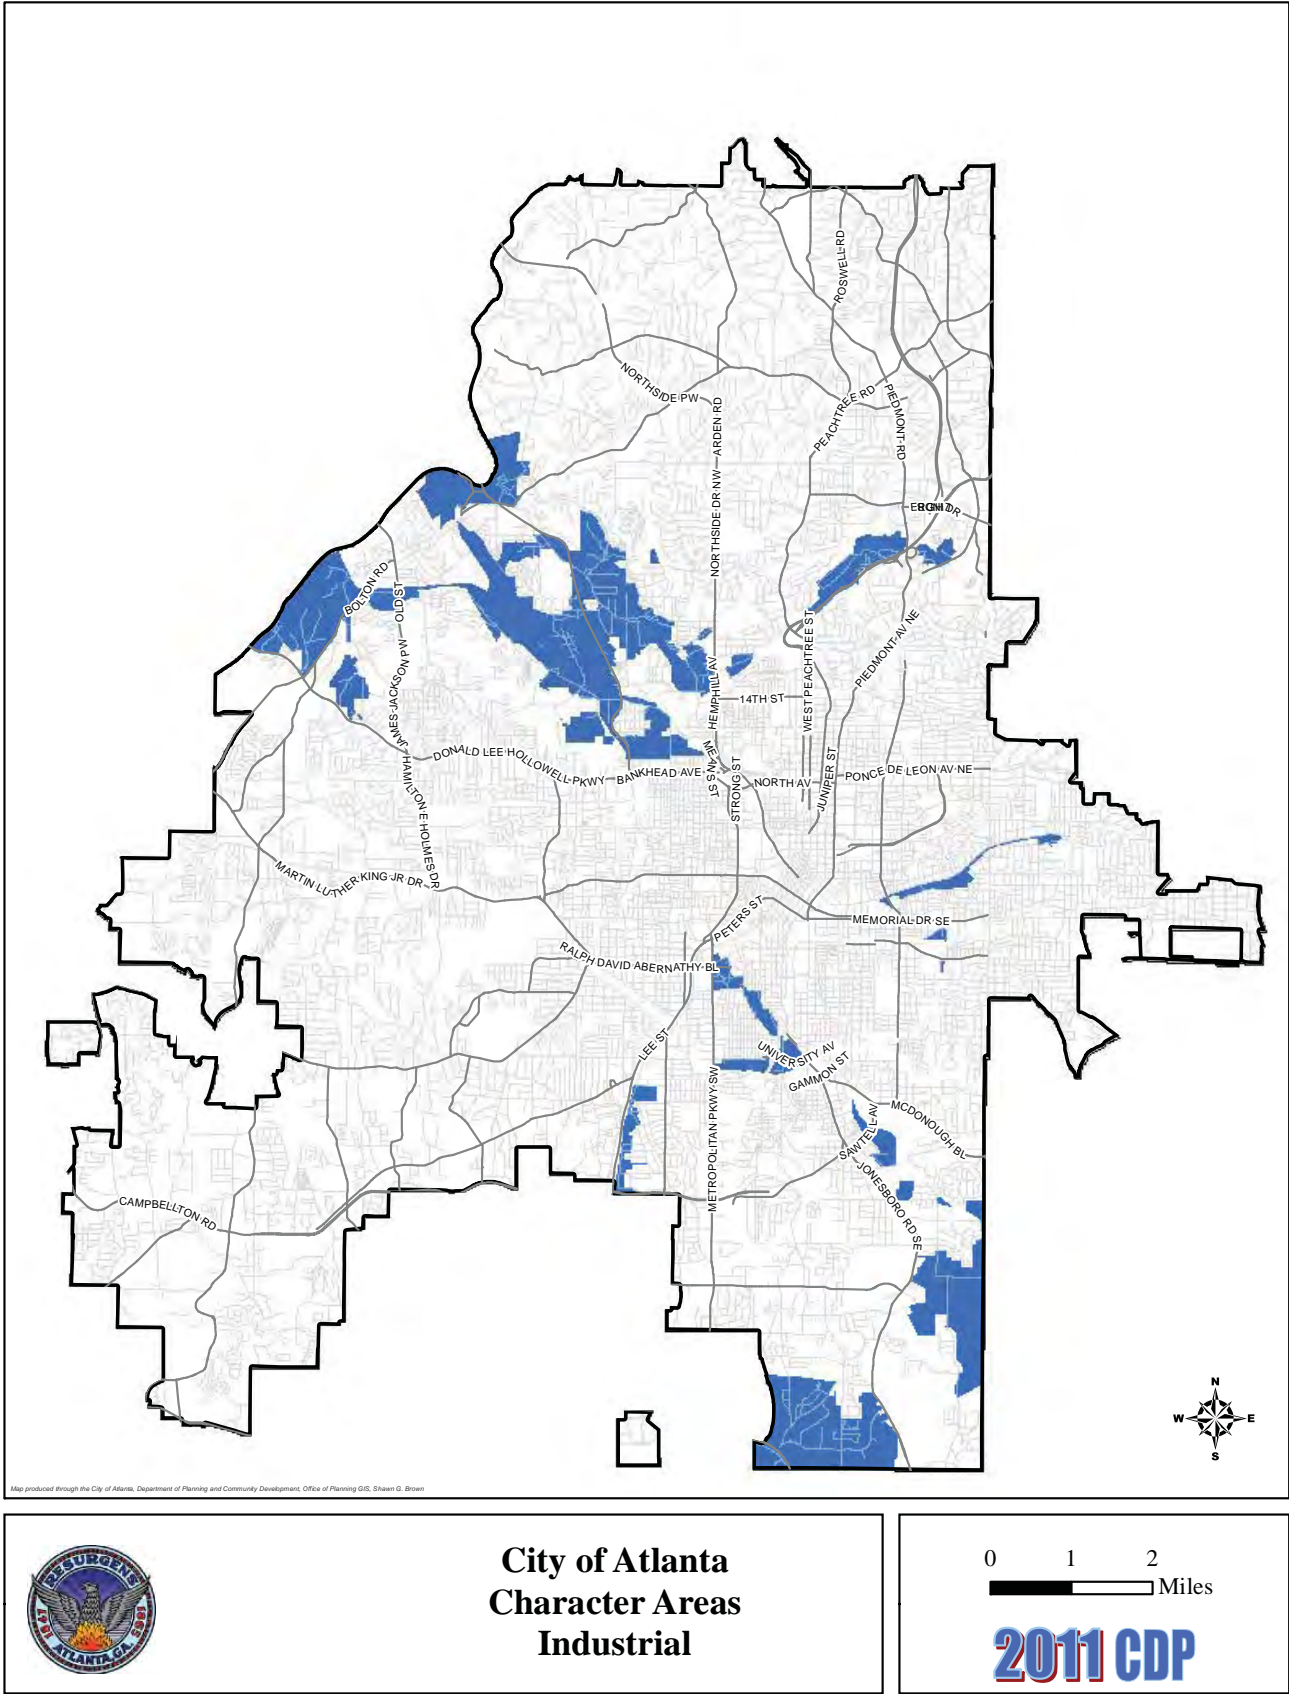 ROSWELL RD
NORTHSIDE PW
ARDEN RD
PEACHTREE RD
PIEDMONT RD
NORTHSIDE DR NW
BOLTON RD
OLD ST
JAMES JACKSON PW
WEST PEACHTREE ST
PIEDMONT AV NE
HEMPHILL AV
14TH ST
DONALD LEE HOLLOWELL PKWY
BANKHEAD AVE
MEANS ST
STRONG ST
NORTH AV
JUNIPER ST
PONCE DE LEON AV NE
HAMILTON E HOLMES DR
MARTIN LUTHER KING JR DR
PETERS ST
MEMORIAL DR SE
RALPH DAVID ABERNATHY BL
LEE ST
UNIVERSITY AV
GAMMON ST
METROPOLITAN PKWY SW
SAWTELL AV
MCDONOUGH BL
JONESBORO RD SE
CAMPBELLTON RD
N
W E
S
Map produced through the City of Atlanta, Department of Planning and Community Development, Office of Planning GIS, Shawn G. Brown
RESURGENS
1847 1865
ATLANTA, GA.
City of Atlanta
Character Areas
Industrial
0 1 2
Miles
2011 CDP